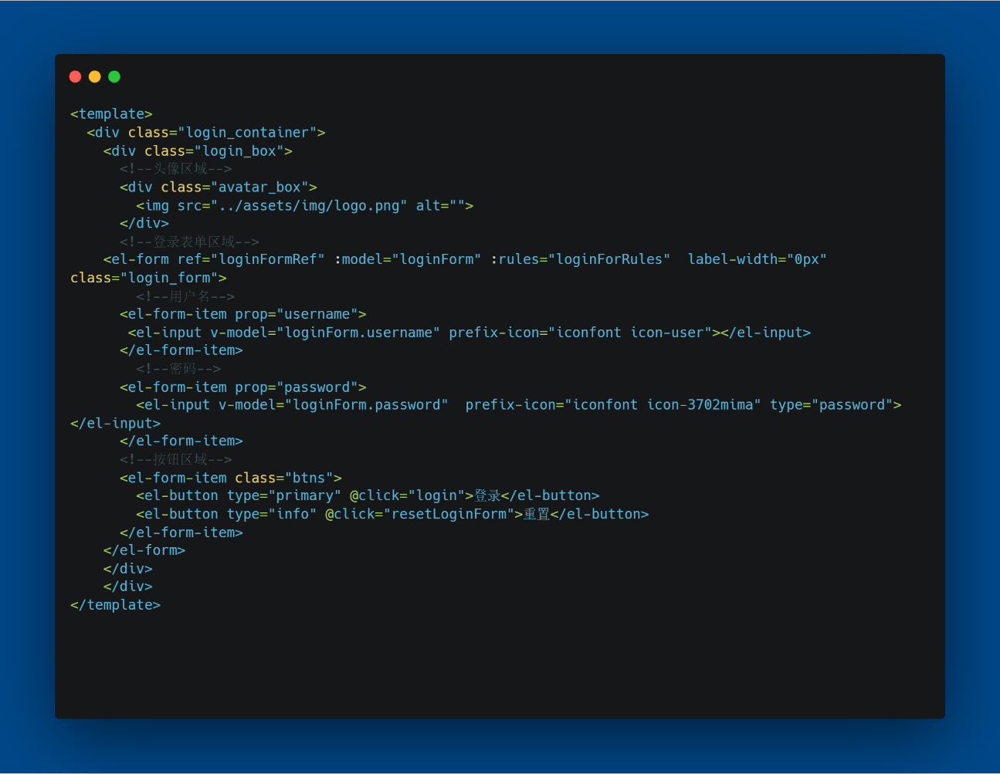 <template>
  <div class="login_container">
    <div class="login_box">
      <!--头像区域-->
      <div class="avatar_box">
        <img src="../assets/img/logo.png" alt="">
      </div>
      <!--登录表单区域-->
    <el-form ref="loginFormRef" :model="loginForm" :rules="loginForRules"  label-width="0px"
class="login_form">
        <!--用户名-->
      <el-form-item prop="username">
       <el-input v-model="loginForm.username" prefix-icon="iconfont icon-user"></el-input>
      </el-form-item>
        <!--密码-->
      <el-form-item prop="password">
        <el-input v-model="loginForm.password"  prefix-icon="iconfont icon-3702mima" type="password">
</el-input>
      </el-form-item>
      <!--按钮区域-->
      <el-form-item class="btns">
        <el-button type="primary" @click="login">登录</el-button>
        <el-button type="info" @click="resetLoginForm">重置</el-button>
      </el-form-item>
    </el-form>
    </div>
    </div>
</template>